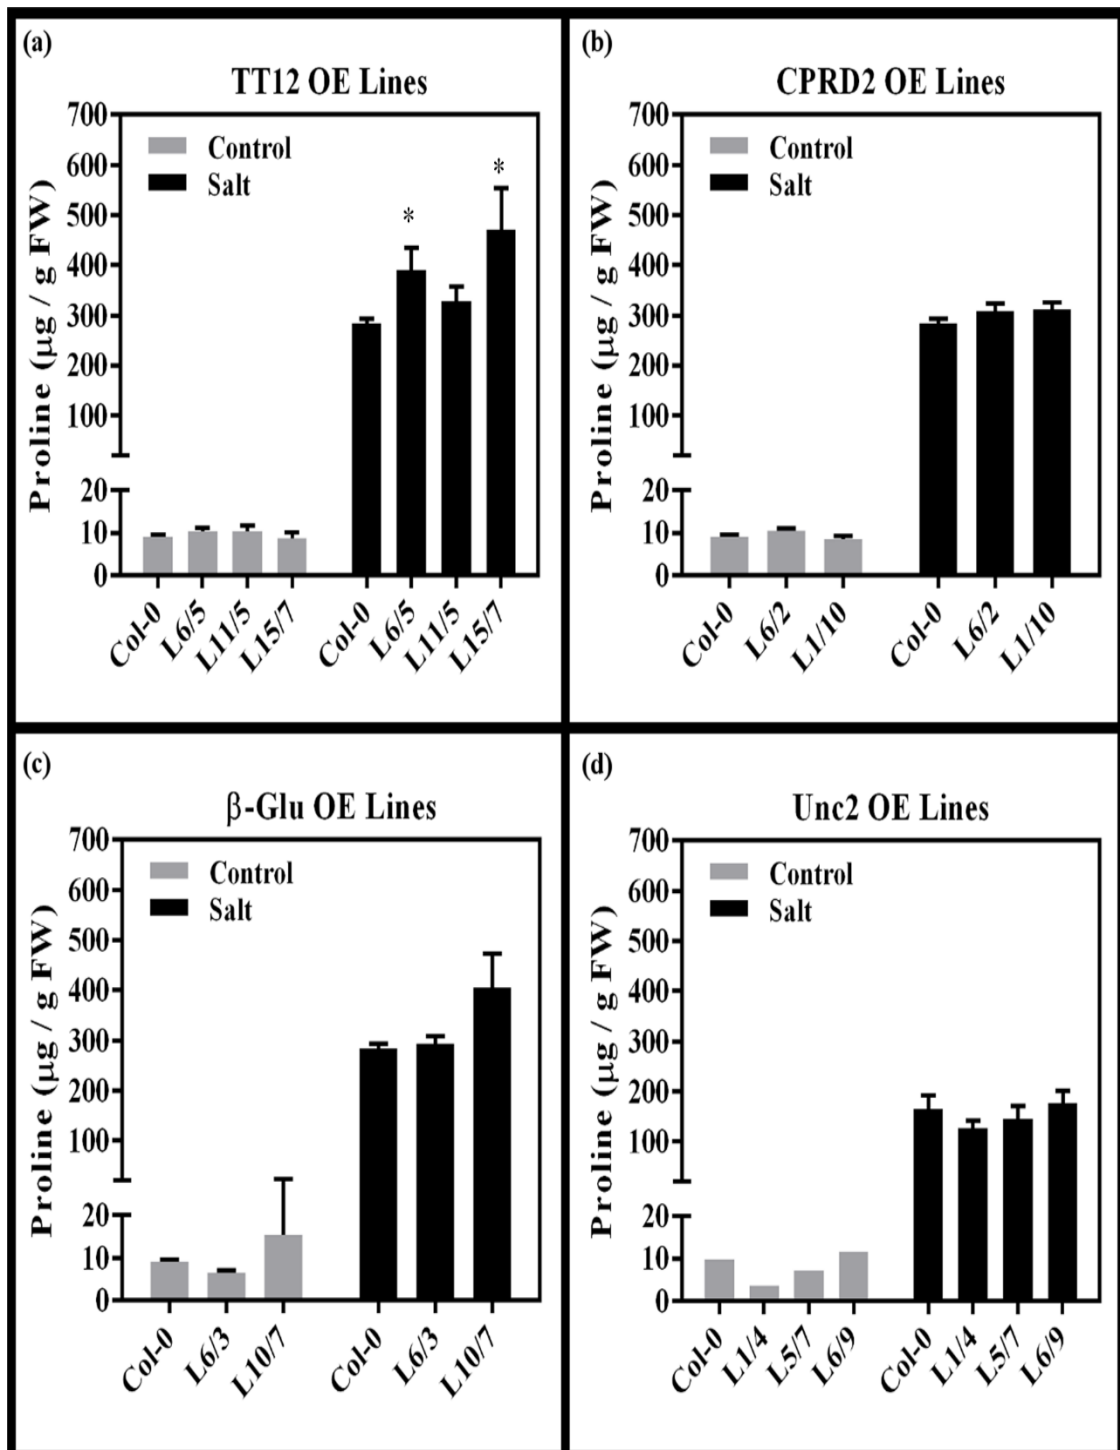 (a)
TT12 OE Lines
Proline (μg / g FW)
700
600
500
400
300
200
100
20
10
0
Control
Salt
*
*
Col-0
L6/5
L11/5
L15/7
Col-0
L6/5
L11/5
L15/7
(b)
CPRD2 OE Lines
Proline (μg / g FW)
700
600
500
400
300
200
100
20
10
0
Control
Salt
Col-0
L6/2
L1/10
Col-0
L6/2
L1/10
(c)
β-Glu OE Lines
Proline (μg / g FW)
700
600
500
400
300
200
100
20
10
0
Control
Salt
Col-0
L6/3
L10/7
Col-0
L6/3
L10/7
(d)
Unc2 OE Lines
Proline (μg / g FW)
700
600
500
400
300
200
100
20
10
0
Control
Salt
Col-0
L1/4
L5/7
L6/9
Col-0
L1/4
L5/7
L6/9